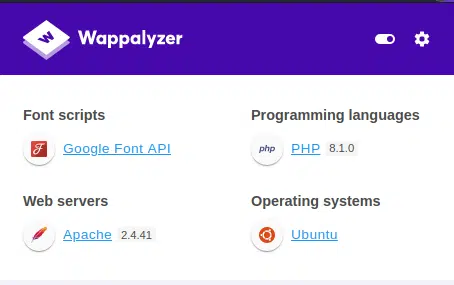 Wappalyzer
Font scripts
Google Font API
Programming languages
php PHP 8.1.0
Web servers
Apache 2.4.41
Operating systems
Ubuntu